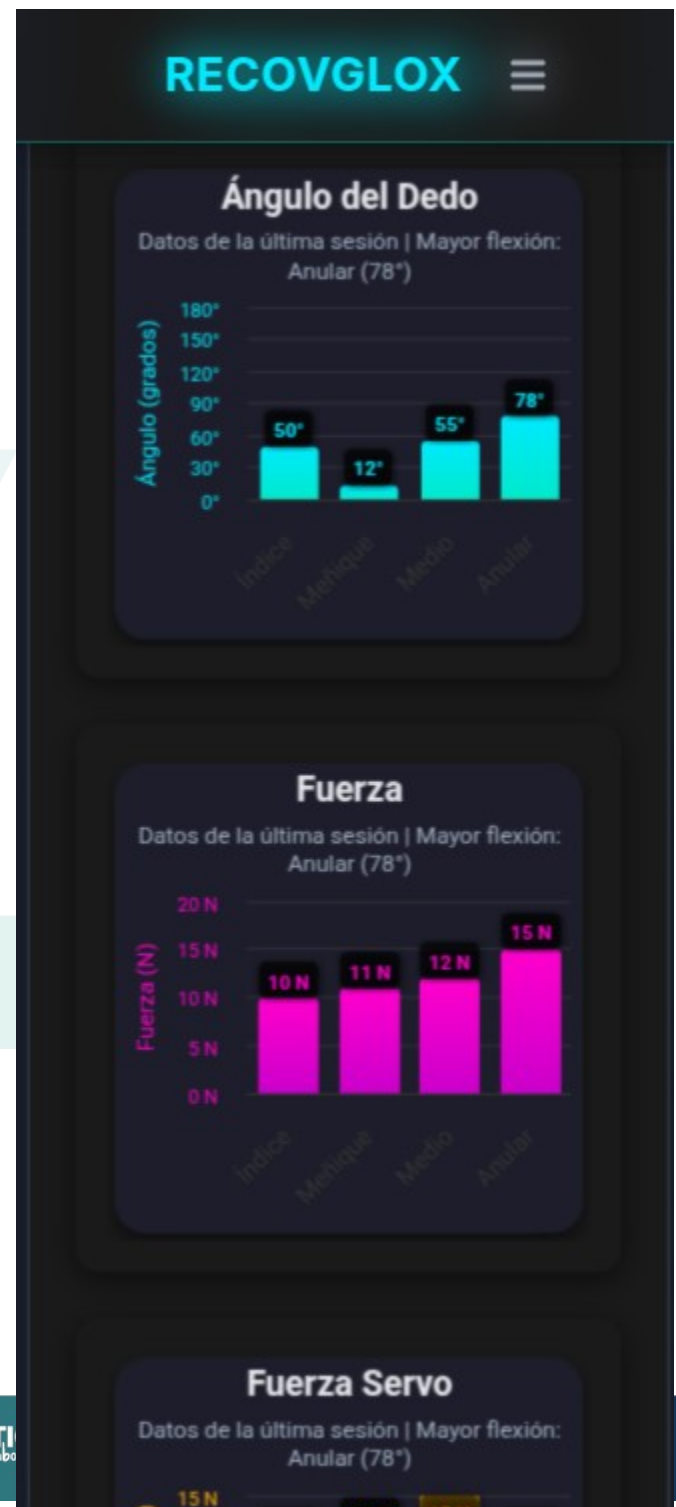 RECOVGLOX
Ángulo del Dedo
Datos de la última sesión | Mayor flexión:
Anular (78°)
Ángulo (grados)
180°
150°
120°
90°
60°
30°
0°
50°
12°
55°
78°
Índice
Meñique
Medio
Anular
Fuerza
Datos de la última sesión | Mayor flexión:
Anular (78°)
Fuerza (N)
20 N
15 N
10 N
5 N
0 N
10 N
11 N
12 N
15 N
Índice
Meñique
Medio
Anular
Fuerza Servo
Datos de la última sesión | Mayor flexión:
Anular (78°)
15 N